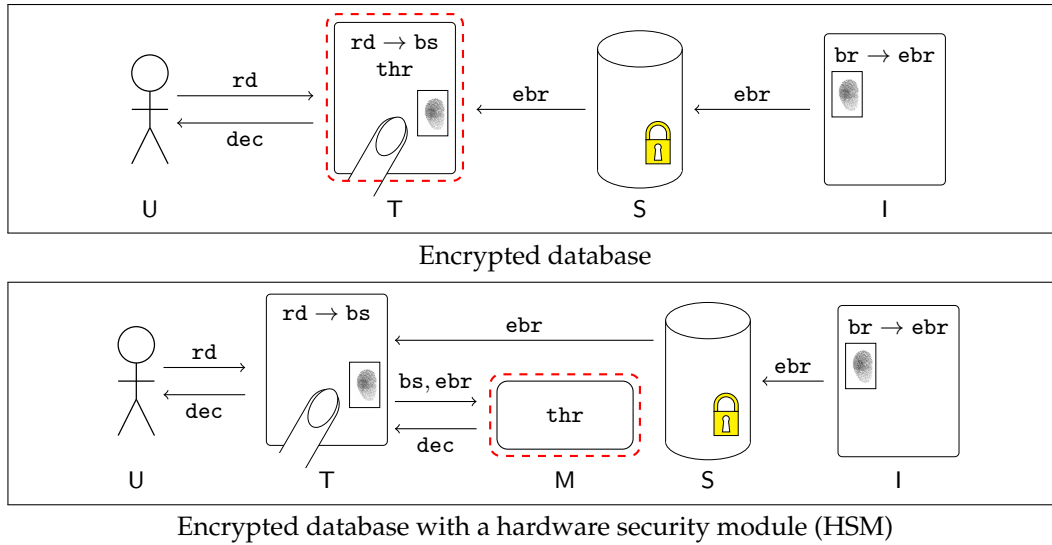 rd → bs
thr
br → ebr
rd
dec
ebr
ebr
U
T
S
I
Encrypted database
rd → bs
br → ebr
ebr
rd
dec
bs, ebr
dec
thr
ebr
U
T
M
S
I
Encrypted database with a hardware security module (HSM)